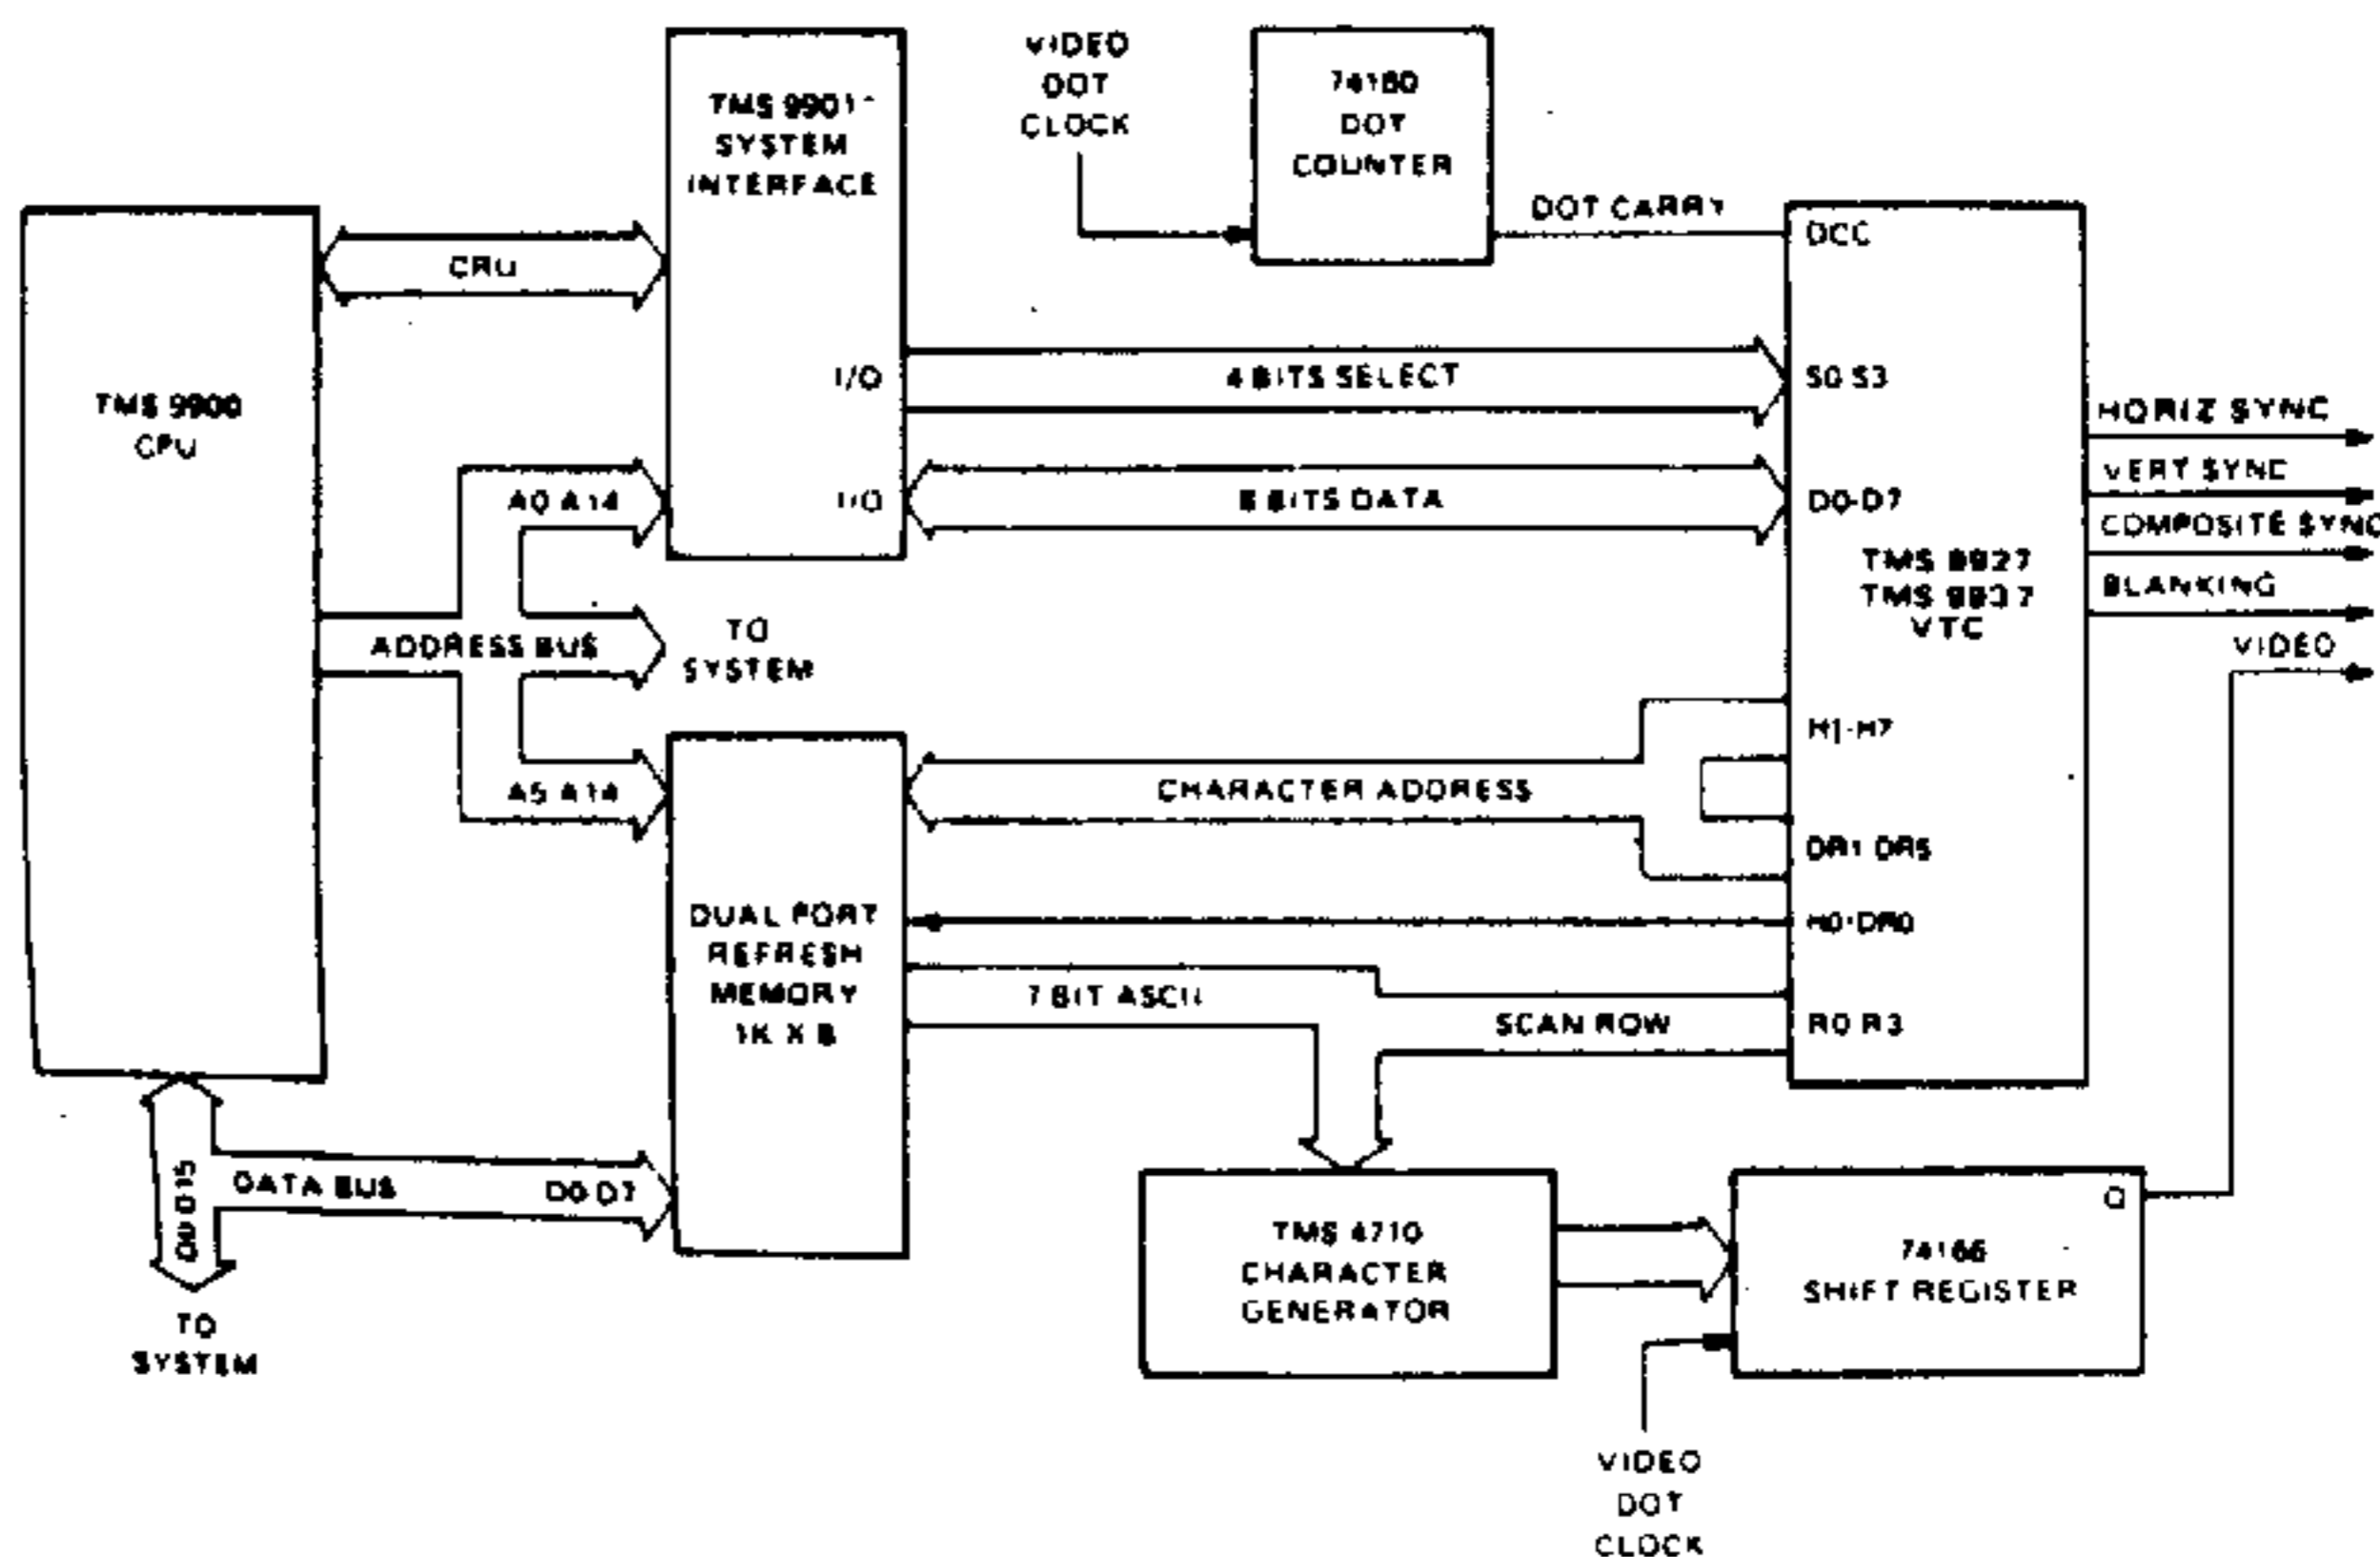 TMS 9901
SYSTEM
INTERFACE
VIDEO
DOT
CLOCK
74160
DOT
COUNTER
DOT CARRY
DCC
CRU
I/O
4 BITS SELECT
S0 S3
TMS 9900
CPU
HORIZ SYNC
VERT SYNC
COMPOSITE SYNC
BLANKING
VIDEO
A0 A14
I/O
8 BITS DATA
D0-D7
TMS 9927
TMS 9937
VTC
ADDRESS BUS
TO
SYSTEM
H1-H7
A5 A14
CHARACTER ADDRESS
DR1 DR5
DUAL PORT
REFRESH
MEMORY
1K X 8
H0-DR0
7 BIT ASCII
SCAN ROW
R0 R3
D0 D15
DATA BUS
D0 D7
TO
SYSTEM
TMS 4710
CHARACTER
GENERATOR
Q
74166
SHIFT REGISTER
VIDEO
DOT
CLOCK